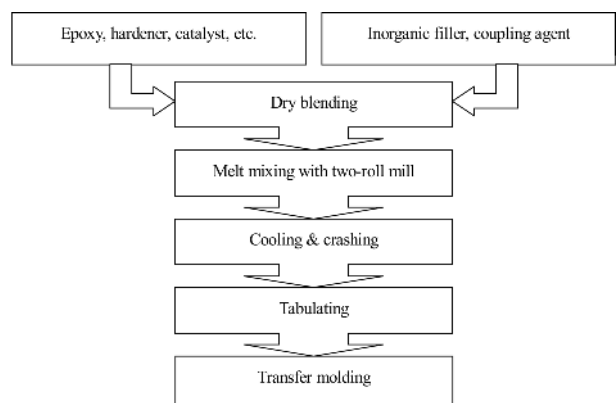 Epoxy, hardener, catalyst, etc.
Inorganic filler, coupling agent
Dry blending
Melt mixing with two-roll mill
Cooling & crashing
Tabulating
Transfer molding